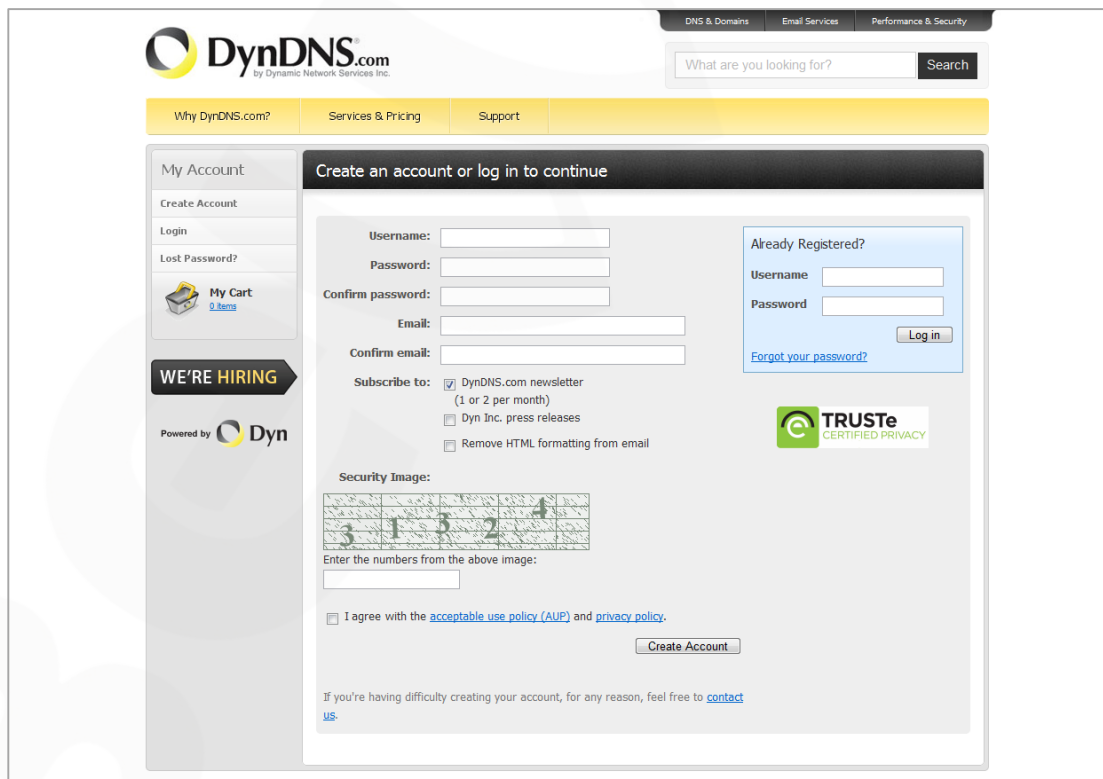 DNS & Domains
Email Services
Performance & Security
DynDNS.com
by Dynamic Network Services Inc.
What are you looking for?
Search
Why DynDNS.com?
Services & Pricing
Support
My Account
Create Account
Login
Lost Password?
My Cart
0 items
WE'RE HIRING
Powered by Dyn
Create an account or log in to continue
Username:
Password:
Confirm password:
Email:
Confirm email:
Subscribe to:
DynDNS.com newsletter
(1 or 2 per month)
Dyn Inc. press releases
Remove HTML formatting from email
Security Image:
3 1 3 2 4
Enter the numbers from the above image:
I agree with the acceptable use policy (AUP) and privacy policy.
Create Account
If you're having difficulty creating your account, for any reason, feel free to contact
us.
Already Registered?
Username
Password
Log in
Forgot your password?
TRUSTe
CERTIFIED PRIVACY